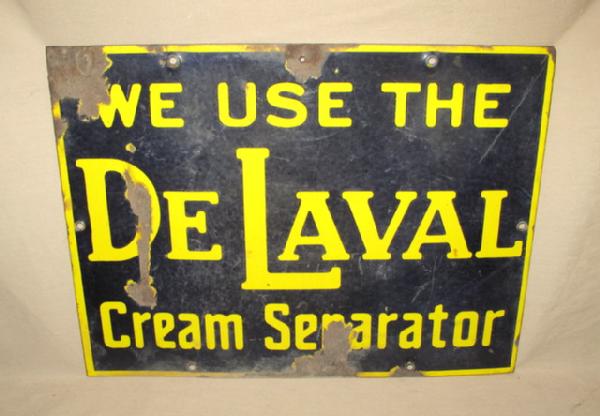 WE USE THE
DE LAVAL
Cream Separator